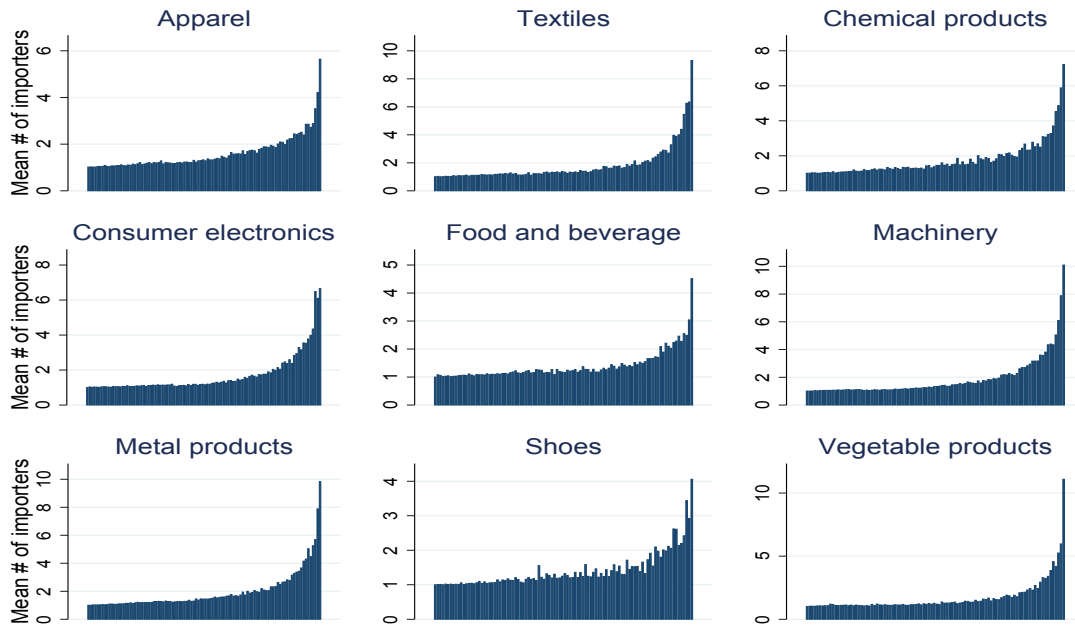 Apparel
Textiles
Chemical products
Mean # of importers
0 2 4 6
0 2 4 6 8 10
0 2 4 6 8
Consumer electronics
Food and beverage
Machinery
Mean # of importers
0 2 4 6 8
0 1 2 3 4 5
0 2 4 6 8 10
Metal products
Shoes
Vegetable products
Mean # of importers
0 2 4 6 8 10
0 1 2 3 4
0 5 10